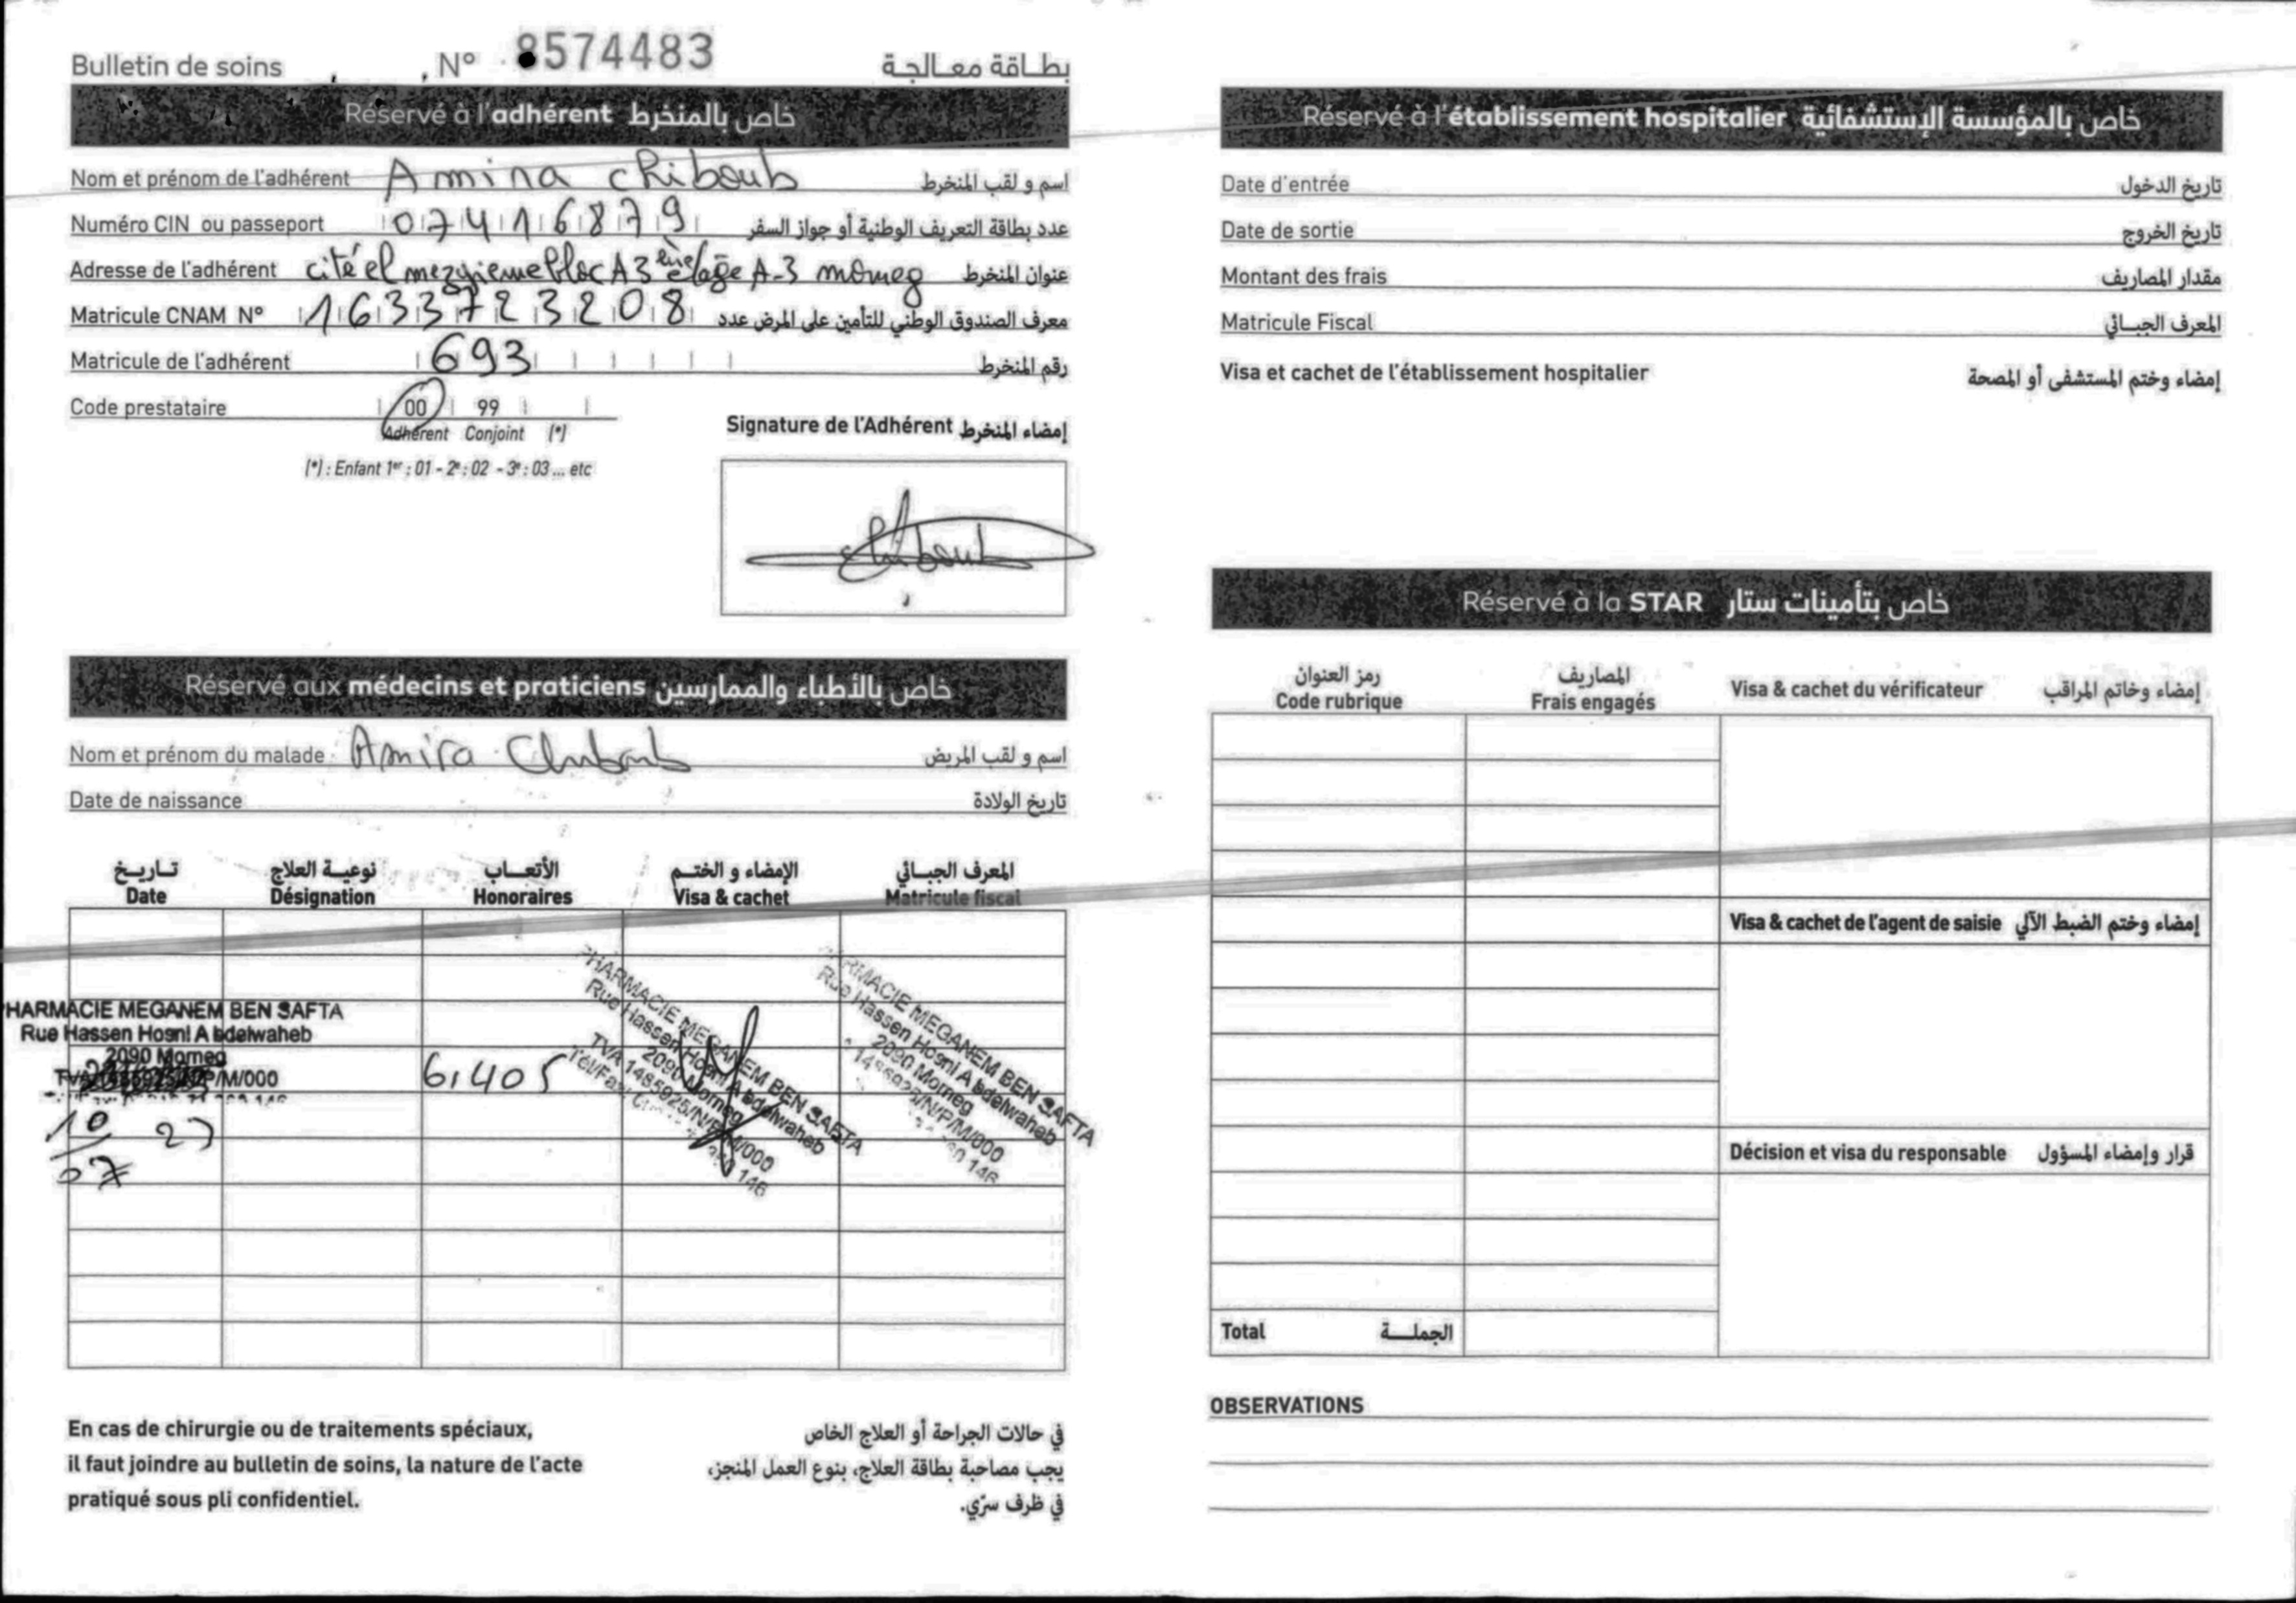 Bulletin de soins N° 8574483 بطاقة معالجة
Réservé à l'adhérent خاص بالمنخرط
Nom et prénom de l'adhérent Amina chiboub اسم و لقب المنخرط
Numéro CIN ou passeport 07416879 عدد بطاقة التعريف الوطنية أو جواز السفر
Adresse de l'adhérent cité el bloc A 3 étage A-3 عنوان المنخرط
Matricule CNAM N° 1633723208 معرف الصندوق الوطني للتأمين على المرض عدد
Matricule de l'adhérent 693 رقم المنخرط
Code prestataire 00 99
Adhérent Conjoint (*)
(*) : Enfant 1er : 01 - 2e : 02 - 3e : 03 ... etc
Signature de l'Adhérent إمضاء المنخرط
Chiboub
Réservé aux médecins et praticiens خاص بالأطباء والممارسين
Nom et prénom du malade Amira Chiboub اسم و لقب المريض
Date de naissance تاريخ الولادة
تاريخ نوعية العلاج الأتعاب الإمضاء و الختم المعرف الجبائي
Date Désignation Honoraires Visa & cachet Matricule fiscal
PHARMACIE MEGANEM BEN SAFTA
Rue Hassen Hosni A bdelwaheb
2090 Morneg
/M/000
10 23
07
6,405
PHARMACIE MEGANEM BEN SAFTA
Rue Hassen Hosni A bdelwaheb
2090 Morneg
TVA 1485925/N/P/M/000
146
PHARMACIE MEGANEM BEN SAFTA
Rue Hassen Hosni A bdelwaheb
2090 Morneg
1485925/N/P/M/000
146
En cas de chirurgie ou de traitements spéciaux,
il faut joindre au bulletin de soins, la nature de l'acte
pratiqué sous pli confidentiel.
في حالات الجراحة أو العلاج الخاص
يجب مصاحبة بطاقة العلاج، بنوع العمل المنجز،
في ظرف سرّي.
Réservé à l'établissement hospitalier خاص بالمؤسسة الإستشفائية
Date d'entrée تاريخ الدخول
Date de sortie تاريخ الخروج
Montant des frais مقدار المصاريف
Matricule Fiscal المعرف الجبائي
Visa et cachet de l'établissement hospitalier إمضاء وختم المستشفى أو المصحة
Réservé à la STAR خاص بتأمينات ستار
رمز العنوان المصاريف
Code rubrique Frais engagés Visa & cachet du vérificateur إمضاء وخاتم المراقب
Visa & cachet de l'agent de saisie إمضاء وختم الضبط الآلي
Décision et visa du responsable قرار وإمضاء المسؤول
Total الجملة
OBSERVATIONS